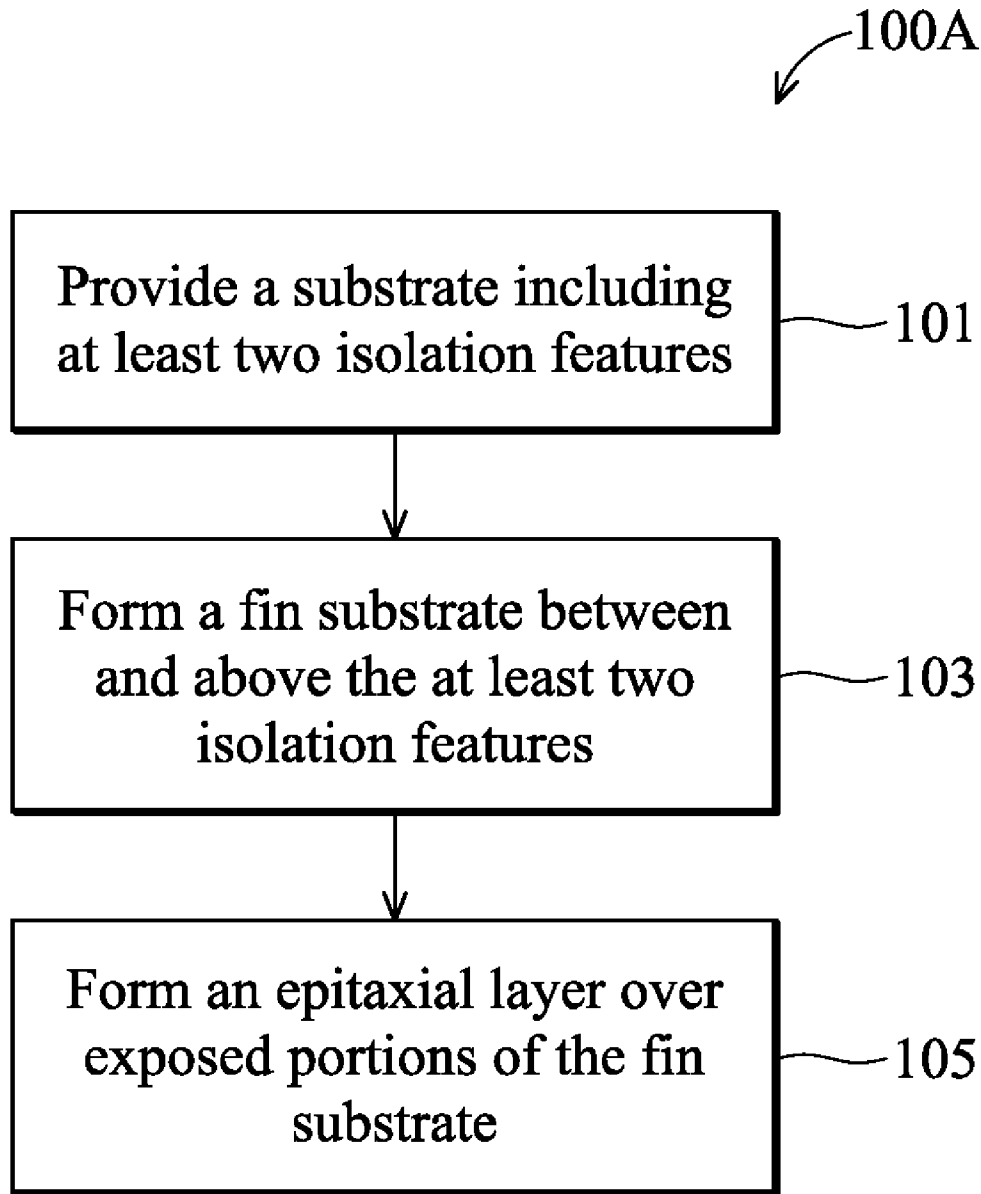 100A
Provide a substrate including
at least two isolation features
101
Form a fin substrate between
and above the at least two
isolation features
103
Form an epitaxial layer over
exposed portions of the fin
substrate
105